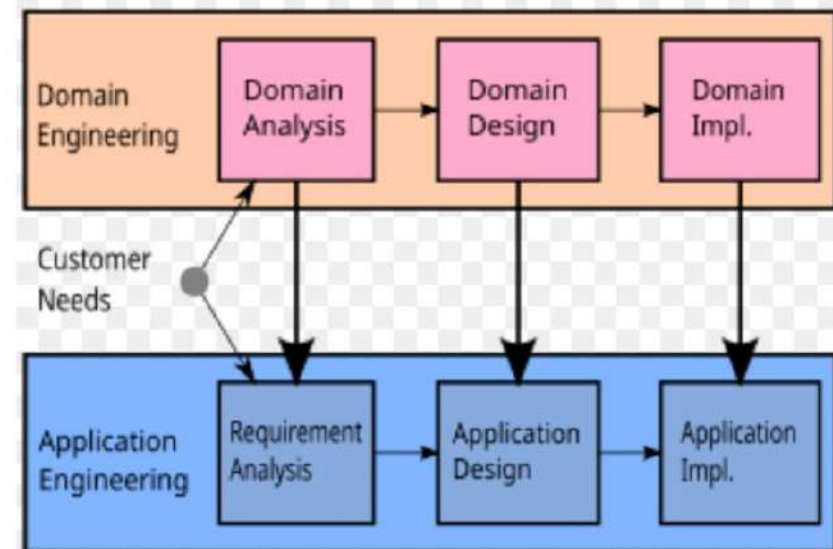 Domain
Engineering
Domain
Analysis
Domain
Design
Domain
Impl.
Customer
Needs
Application
Engineering
Requirement
Analysis
Application
Design
Application
Impl.